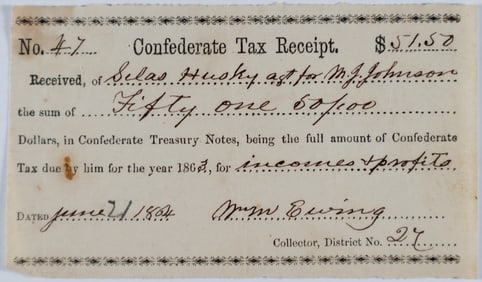 No. 47 Confederate Tax Receipt. $51.50
Received, of Silas Husky agt for M. J. Johnson
the sum of Fifty one 50/100
Dollars, in Confederate Treasury Notes, being the full amount of Confederate
Tax due by him for the year 1863, for incomes & profits
DATED june 21 1864 Wm Ewing
Collector, District No. 27